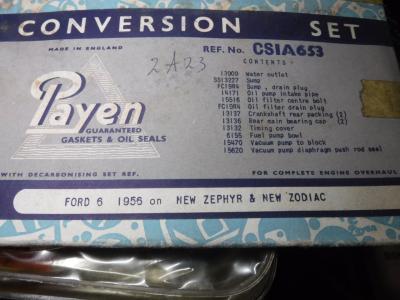 CONVERSION SET
MADE IN ENGLAND
REF. No. CSIA653
2A23
CONTENTS
Payen
GUARANTEED
GASKETS & OIL SEALS
13009 Water outlet
SS13227 Sump
FC19R4 Sump, drain plug
14171 Oil pump intake pipe
15516 Oil filter centre bolt
FC19R4 Oil filter drain plug
13137 Crankshaft rear packing (2)
13136 Rear main bearing cap (2)
13132 Timing cover
6155 Fuel pump bowl
15470 Vacuum pump to block
15620 Vacuum pump diaphragm push rod seal
WITH DECARBONISING SET REF.
FOR COMPLETE ENGINE OVERHAUL
FORD 6 1956 on NEW ZEPHYR & NEW ZODIAC